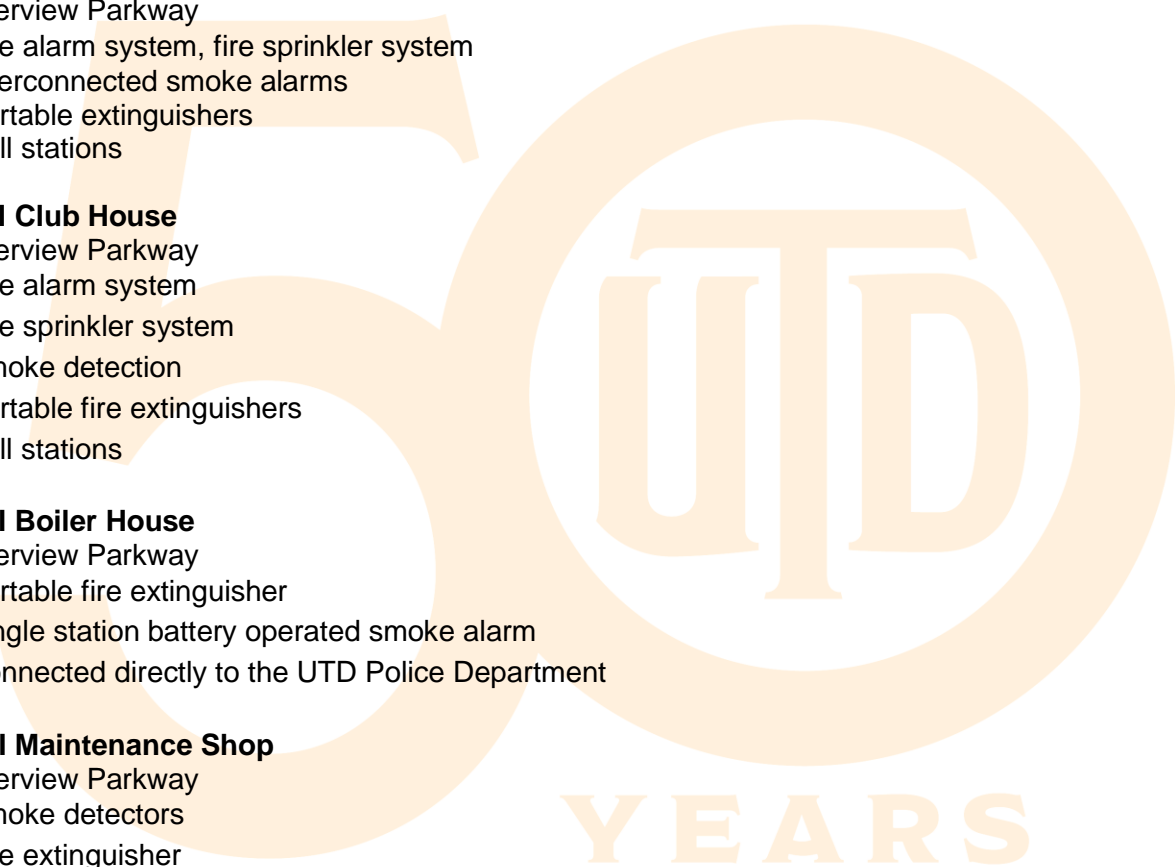 erview Parkway
e alarm system, fire sprinkler system
erconnected smoke alarms
rtable extinguishers
ll stations
I Club House
erview Parkway
e alarm system
e sprinkler system
noke detection
rtable fire extinguishers
ll stations
I Boiler House
erview Parkway
rtable fire extinguisher
ngle station battery operated smoke alarm
onnected directly to the UTD Police Department
I Maintenance Shop
erview Parkway
noke detectors
e extinguisher
50
UTD
YEARS